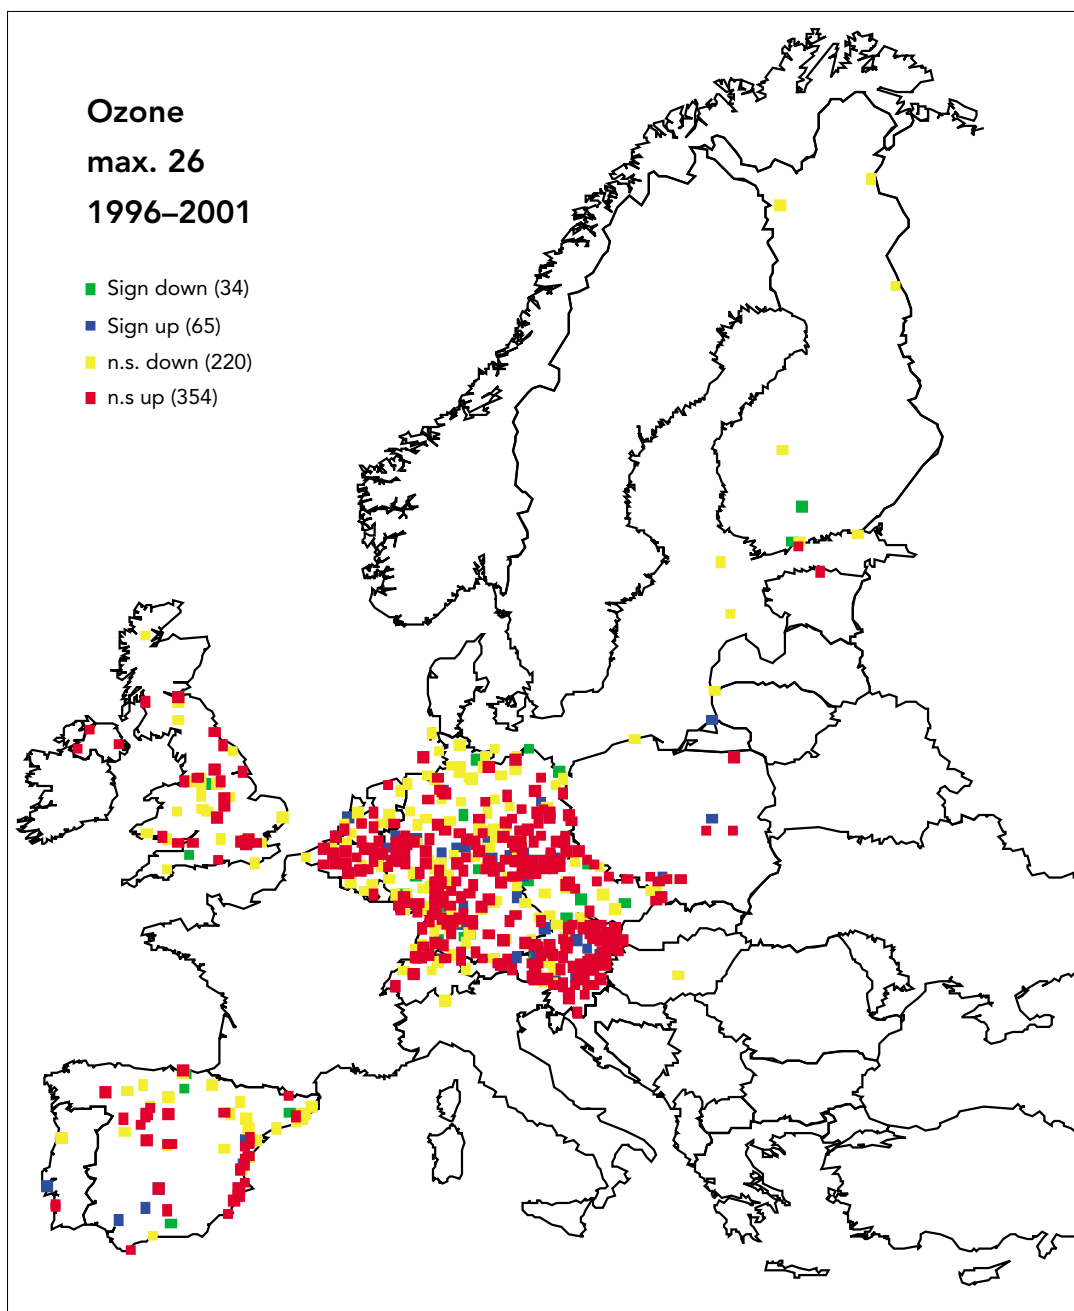 Ozone
max. 26
1996–2001
Sign down (34)
Sign up (65)
n.s. down (220)
n.s up (354)